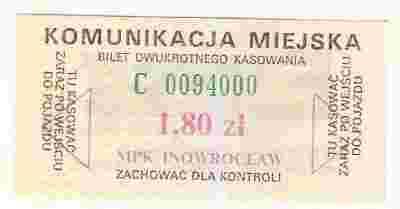 KOMUNIKACJA MIEJSKA
BILET DWUKROTNEGO KASOWANIA
C 0094000
1.80 zł
MPK INOWROCŁAW
ZACHOWAĆ DLA KONTROLI
TU KASOWAĆ
ZARAZ PO WEJŚCIU
DO POJAZDU
TU KASOWAĆ
ZARAZ PO WEJŚCIU
DO POJAZDU